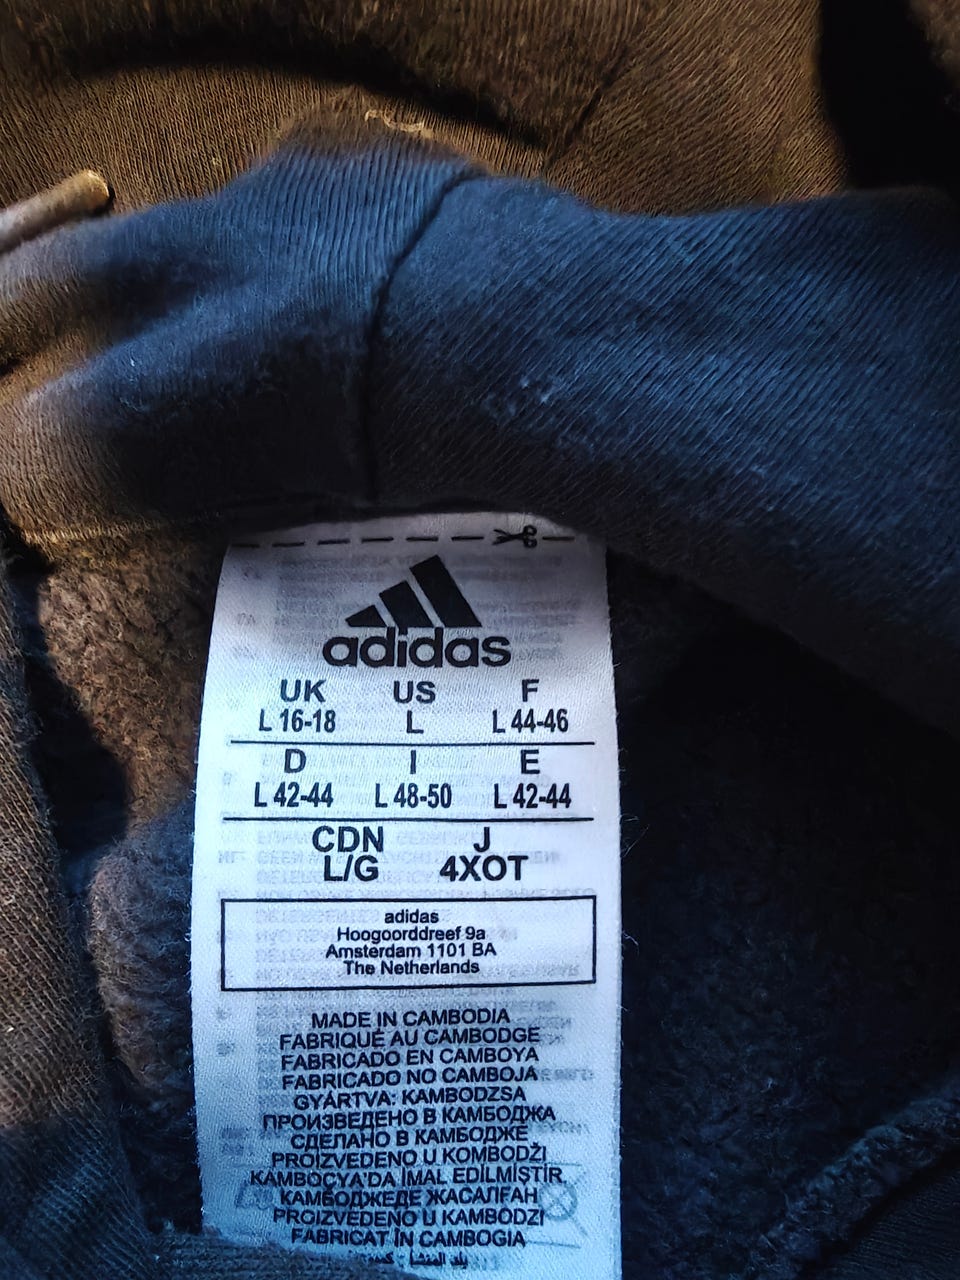 adidas
UK US F
L 16-18 L L 44-46
D I E
L 42-44 L 48-50 L 42-44
CDN J
L/G 4XOT
adidas
Hoogoorddreef 9a
Amsterdam 1101 BA
The Netherlands
MADE IN CAMBODIA
FABRIQUÉ AU CAMBODGE
FABRICADO EN CAMBOYA
FABRICADO NO CAMBOJA
GYÁRTVA: KAMBODZSA
ПРОИЗВЕДЕНО В КАМБОДЖА
СДЕЛАНО В КАМБОДЖЕ
PROIZVEDENO U KOMBODŽI
KAMBOÇYA'DA İMAL EDİLMİŞTİR
КАМБОДЖЕДЕ ЖАСАЛҒАН
PROIZVEDENO U KAMBODŽI
FABRICAT ÎN CAMBOGIA
بلد المنشأ :